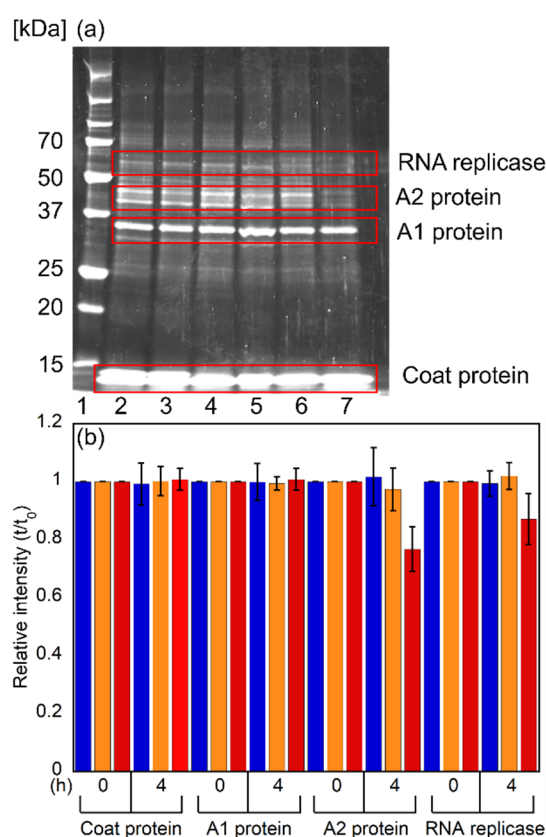 [kDa] (a)
70
RNA replicase
50
A2 protein
37
A1 protein
25
20
15
Coat protein
1 2 3 4 5 6 7
(b)
Relative intensity (t/t0)
1.2
1
0.8
0.6
0.4
0.2
0
(h) 0 4 0 4 0 4 0 4
Coat protein A1 protein A2 protein RNA replicase